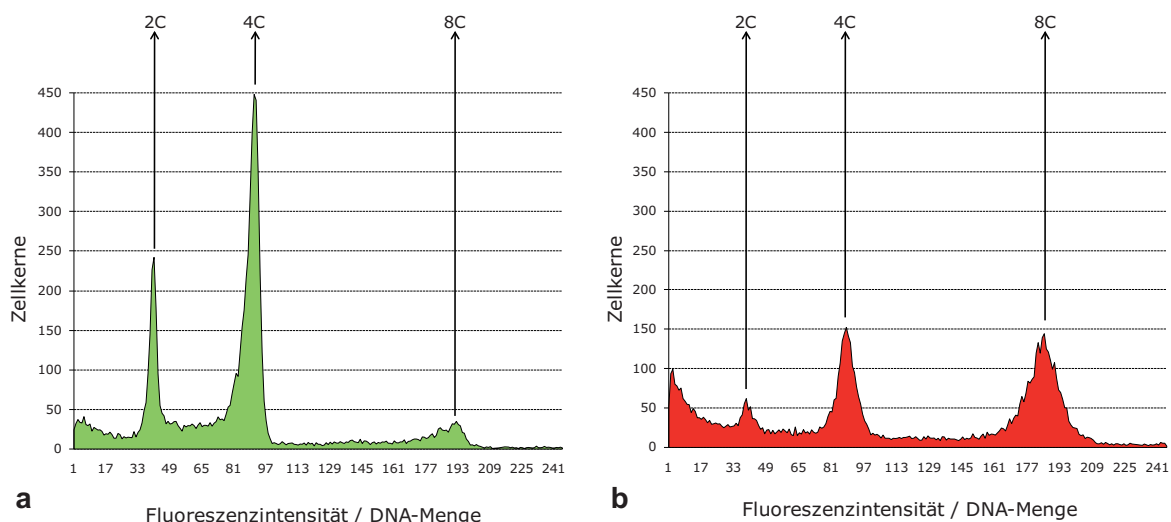 2C 4C 8C
450
400
350
300
250
200
150
100
50
0
Zellkerne
1 17 33 49 65 81 97 113 129 145 161 177 193 209 225 241
a
Fluoreszenzintensität / DNA-Menge
2C 4C 8C
450
400
350
300
250
200
150
100
50
0
Zellkerne
1 17 33 49 65 81 97 113 129 145 161 177 193 209 225 241
b
Fluoreszenzintensität / DNA-Menge